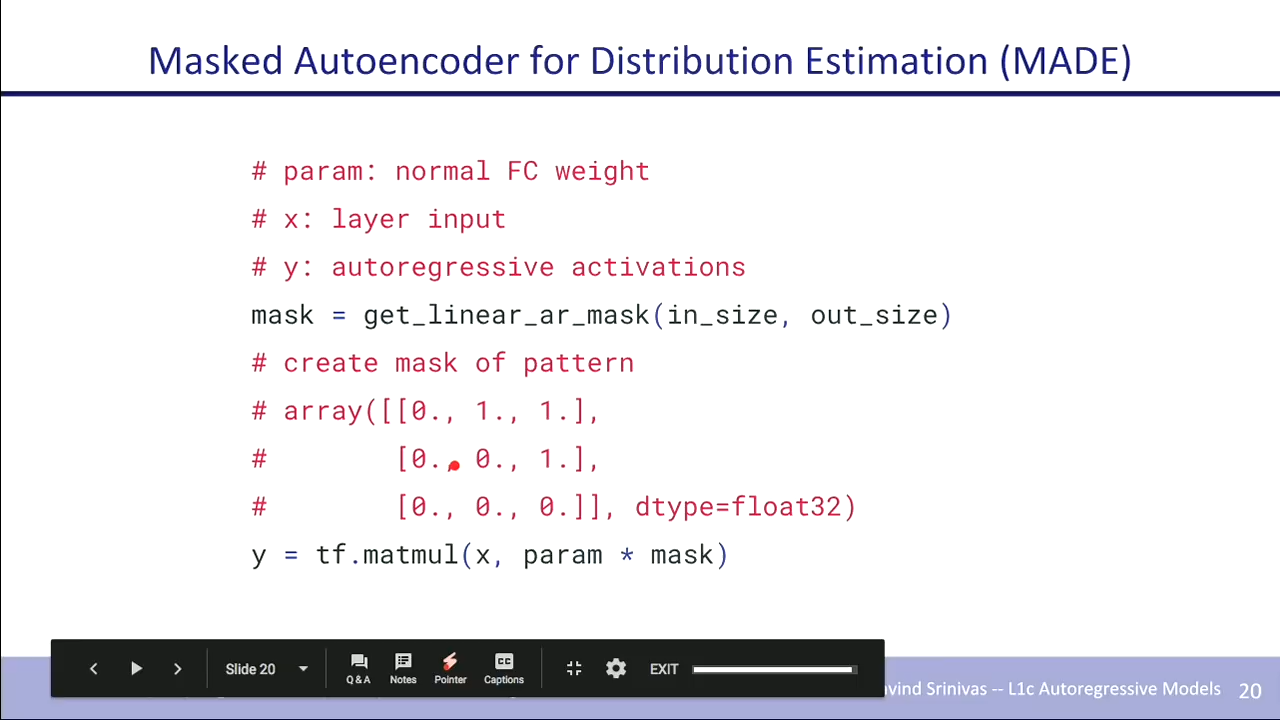 Masked Autoencoder for Distribution Estimation (MADE)
# param: normal FC weight
# x: layer input
# y: autoregressive activations
mask = get_linear_ar_mask(in_size, out_size)
# create mask of pattern
# array([[0., 1., 1.],
# [0., 0., 1.],
# [0., 0., 0.]], dtype=float32)
y = tf.matmul(x, param * mask)
Slide 20
Q & A
Notes
Pointer
CC
Captions
EXIT
Srinivas -- L1c Autoregressive Models
20